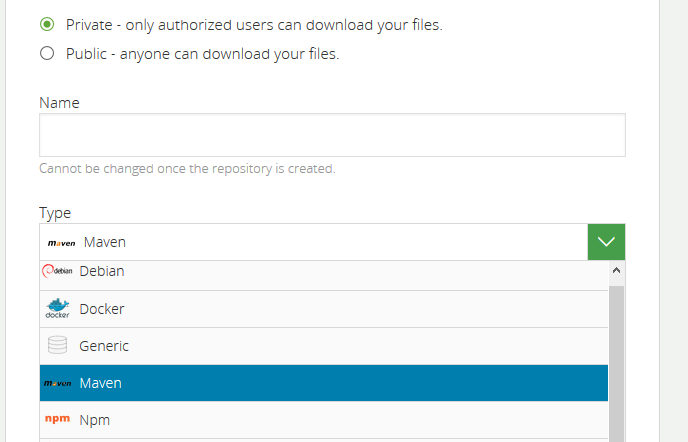 Private - only authorized users can download your files.
Public - anyone can download your files.
Name
Cannot be changed once the repository is created.
Type
maven Maven
debian Debian
docker Docker
Generic
maven Maven
npm Npm